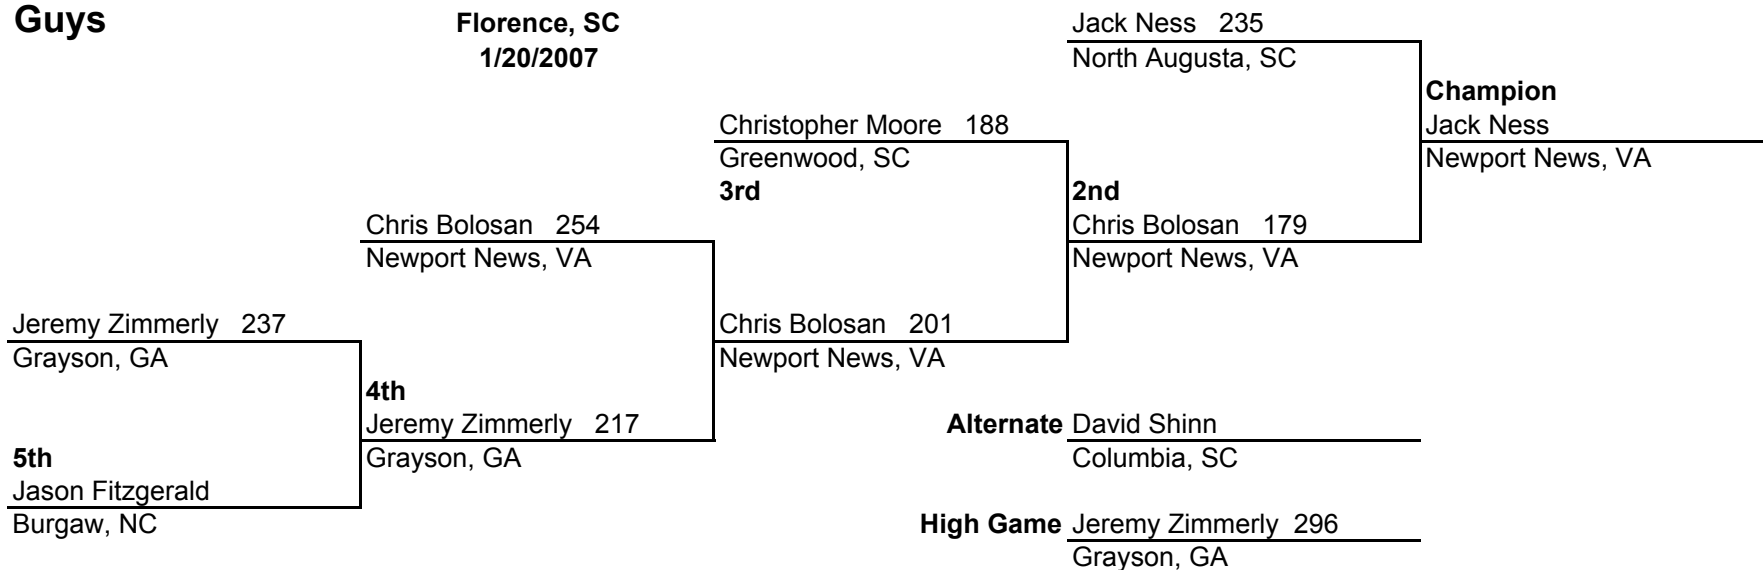 Guys
Florence, SC
1/20/2007
Jack Ness 235
North Augusta, SC
Champion
Jack Ness
Newport News, VA
Christopher Moore 188
Greenwood, SC
3rd
2nd
Chris Bolosan 179
Newport News, VA
Chris Bolosan 254
Newport News, VA
Jeremy Zimmerly 237
Grayson, GA
Chris Bolosan 201
Newport News, VA
4th
Jeremy Zimmerly 217
Grayson, GA
5th
Jason Fitzgerald
Burgaw, NC
Alternate David Shinn
Columbia, SC
High Game Jeremy Zimmerly 296
Grayson, GA